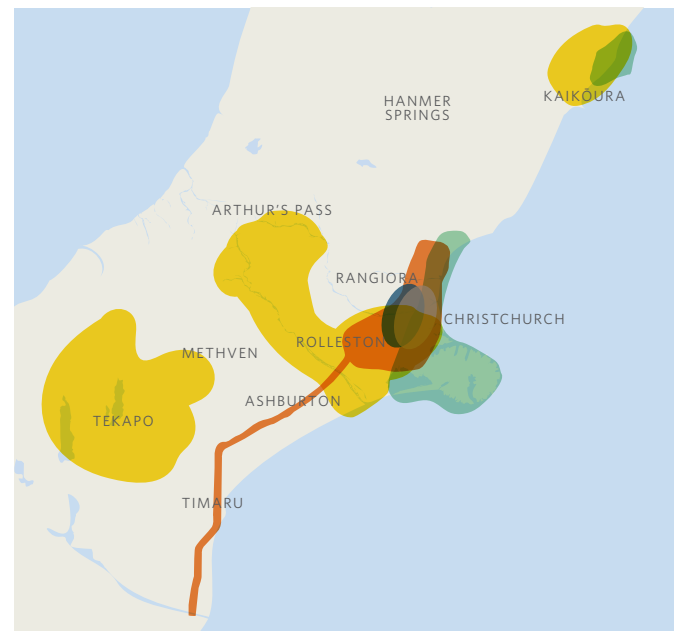 HANMER
SPRINGS
KAIKŌURA
ARTHUR'S PASS
RANGIORA
CHRISTCHURCH
ROLLESTON
METHVEN
ASHBURTON
TEKAPO
TIMARU